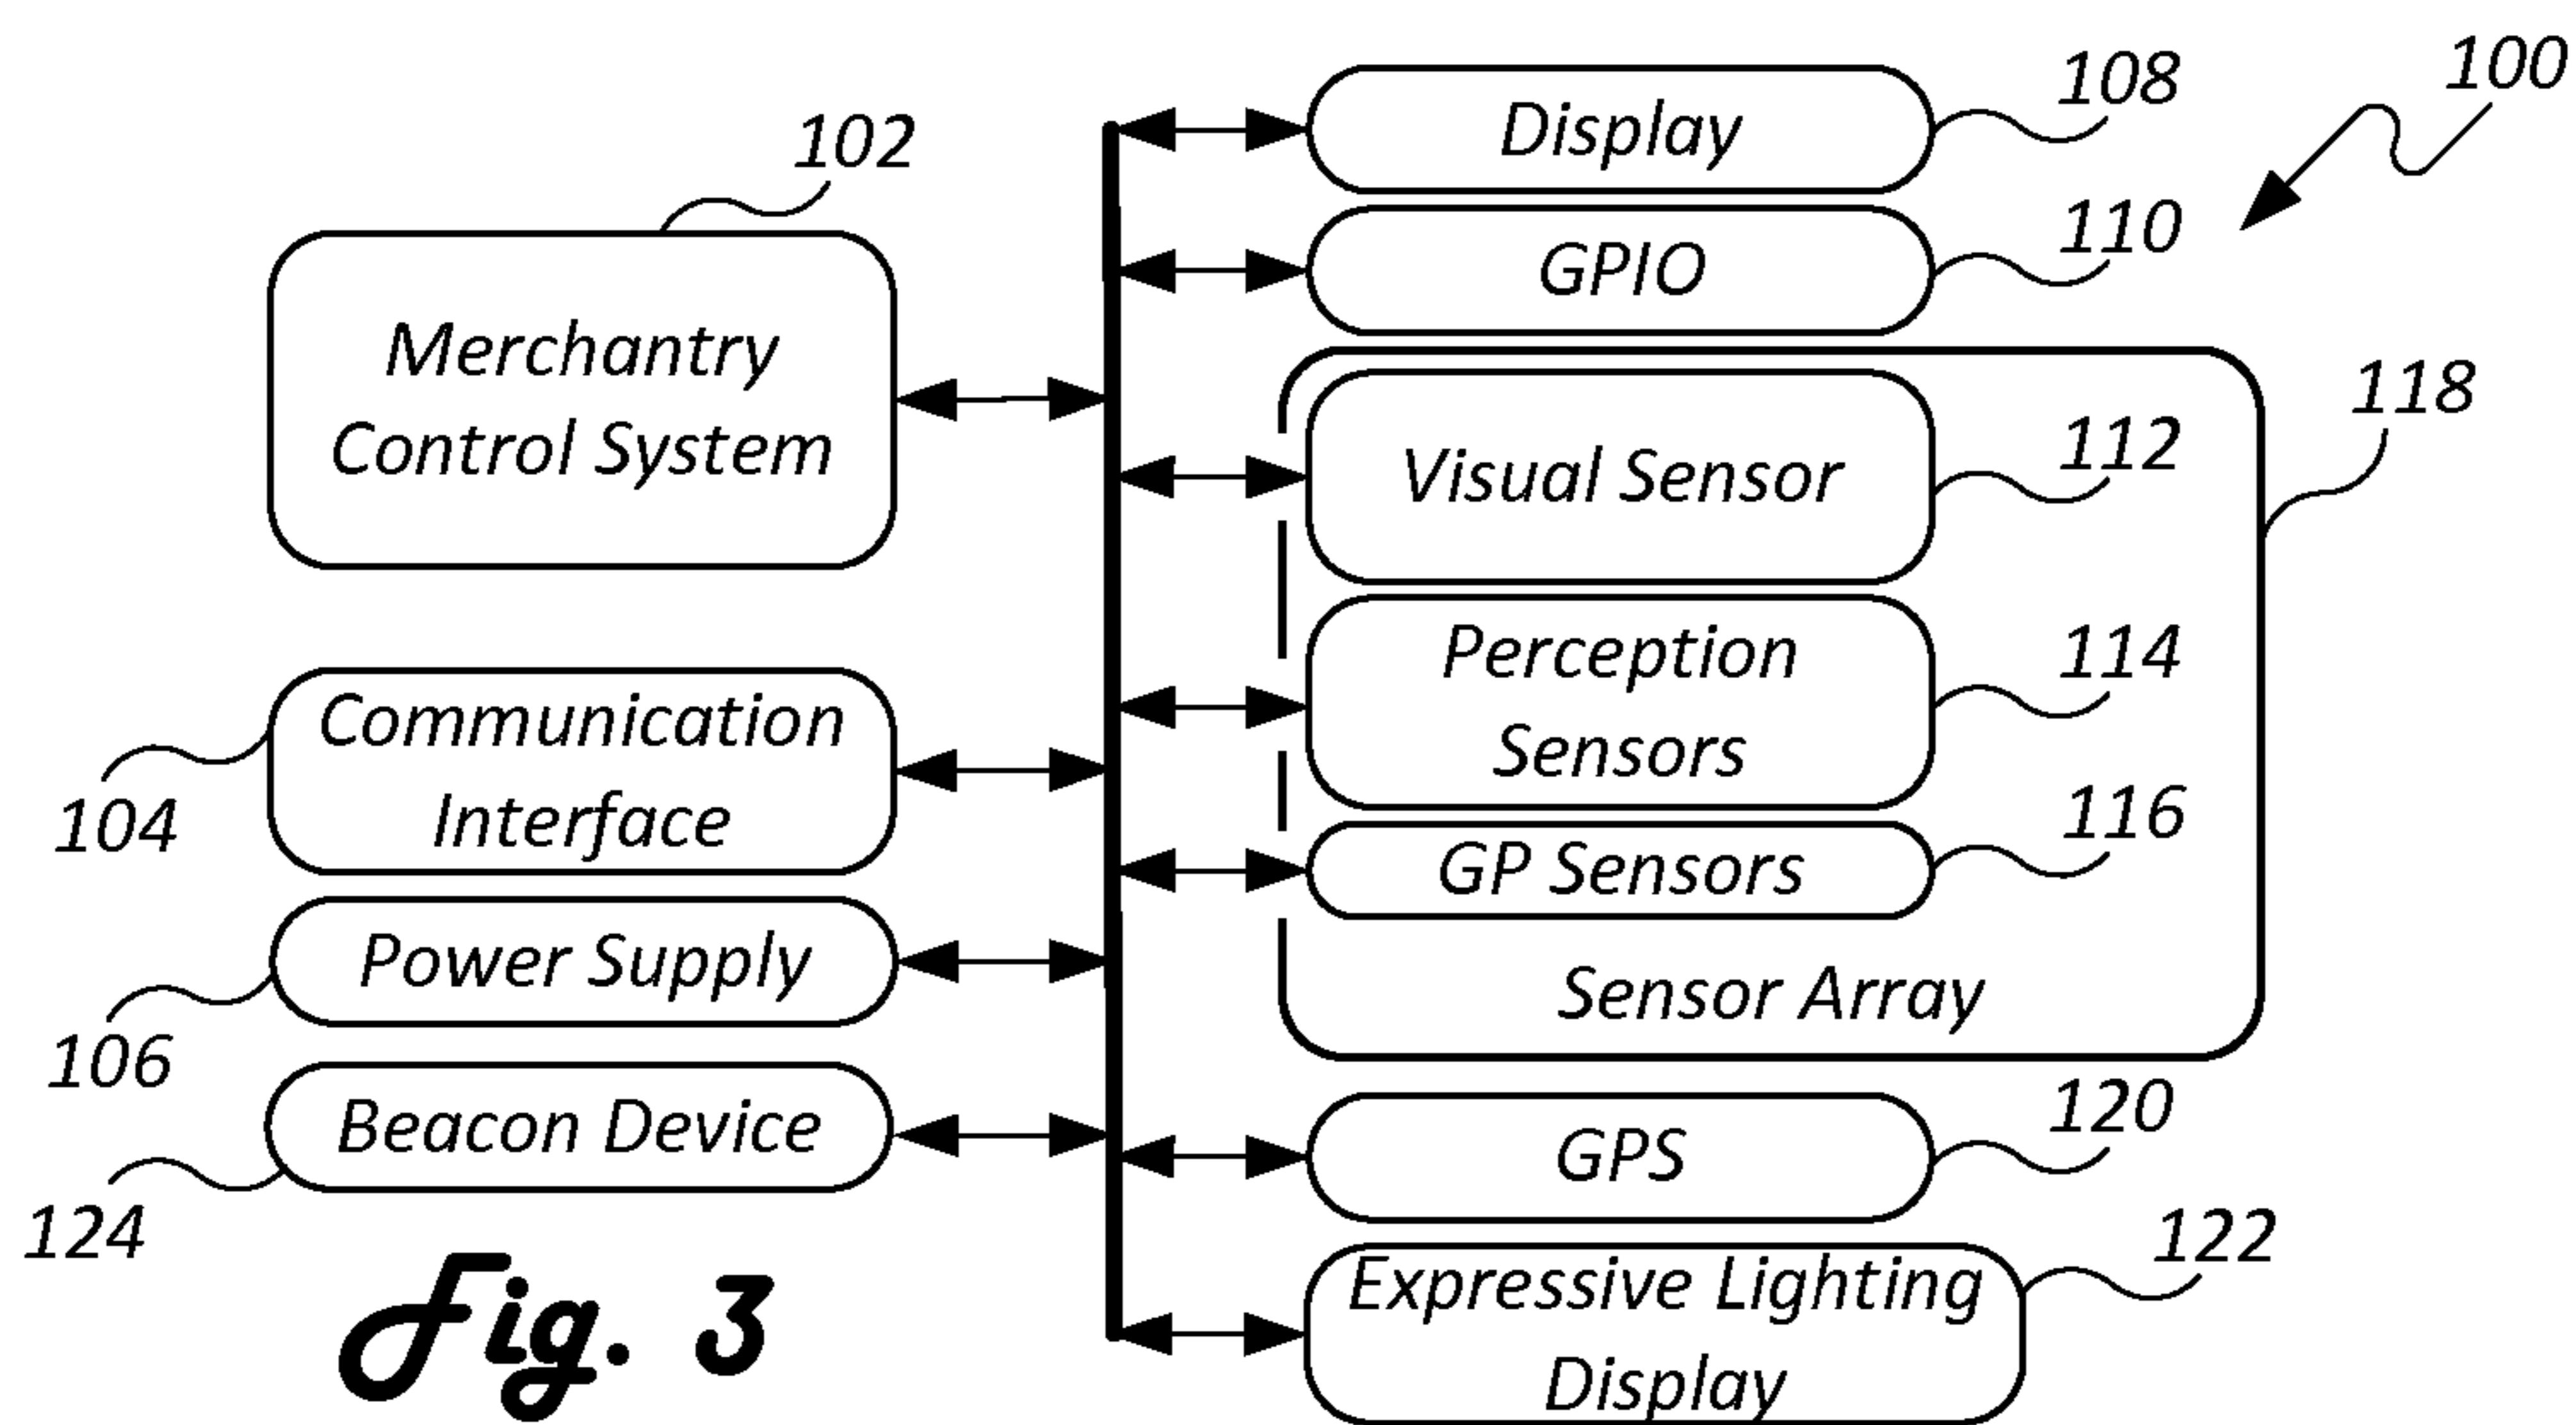 100
102
Merchantry
Control System
Communication
Interface
104
Power Supply
106
Beacon Device
124
Display
108
GPIO
110
Visual Sensor
112
118
Perception
Sensors
114
GP Sensors
116
Sensor Array
GPS
120
Expressive Lighting
Display
122
Fig. 3